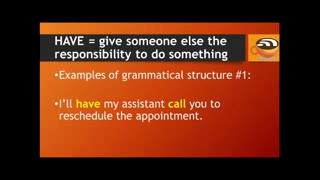 HAVE = give someone else the
responsibility to do something
•Examples of grammatical structure #1:
•I'll have my assistant call you to
reschedule the appointment.